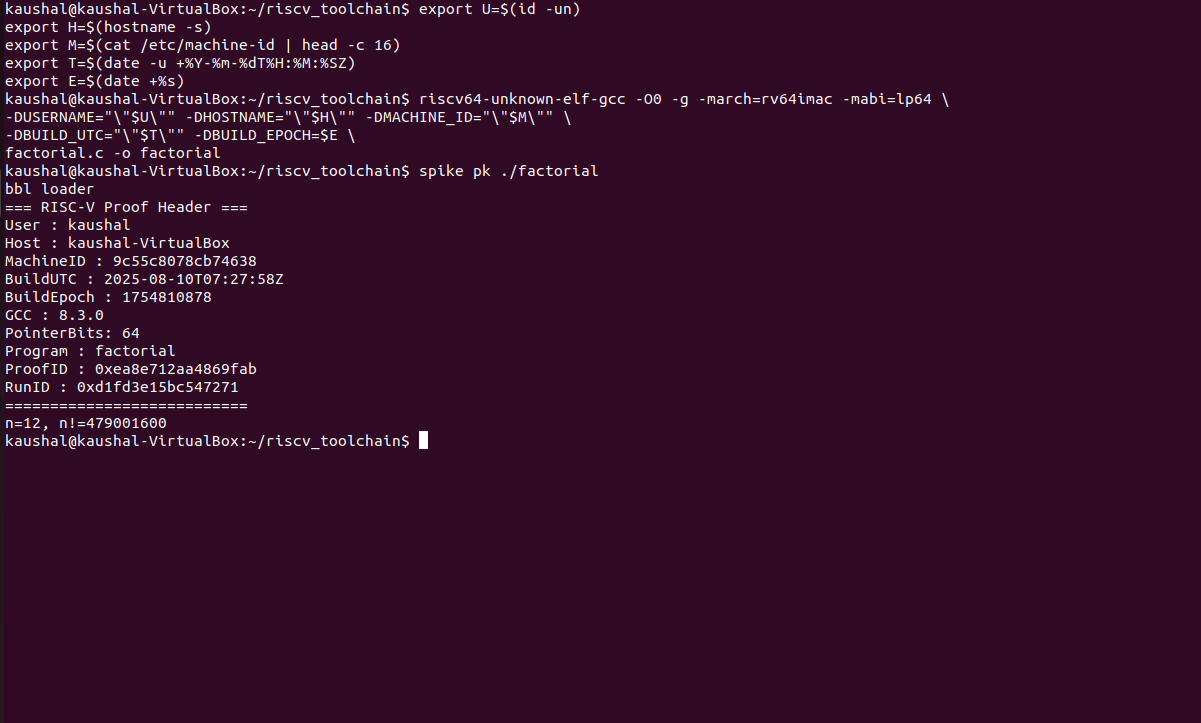 kaushal@kaushal-VirtualBox:~/riscv_toolchain$ export U=$(id -un)
export H=$(hostname -s)
export M=$(cat /etc/machine-id | head -c 16)
export T=$(date -u +%Y-%m-%dT%H:%M:%SZ)
export E=$(date +%s)
kaushal@kaushal-VirtualBox:~/riscv_toolchain$ riscv64-unknown-elf-gcc -O0 -g -march=rv64imac -mabi=lp64 \
-DUSERNAME="\"$U\"" -DHOSTNAME="\"$H\"" -DMACHINE_ID="\"$M\"" \
-DBUILD_UTC="\"$T\"" -DBUILD_EPOCH=$E \
factorial.c -o factorial
kaushal@kaushal-VirtualBox:~/riscv_toolchain$ spike pk ./factorial
bbl loader
=== RISC-V Proof Header ===
User : kaushal
Host : kaushal-VirtualBox
MachineID : 9c55c8078cb74638
BuildUTC : 2025-08-10T07:27:58Z
BuildEpoch : 1754810878
GCC : 8.3.0
PointerBits: 64
Program : factorial
ProofID : 0xea8e712aa4869fab
RunID : 0xd1fd3e15bc547271
===========================
n=12, n!=479001600
kaushal@kaushal-VirtualBox:~/riscv_toolchain$